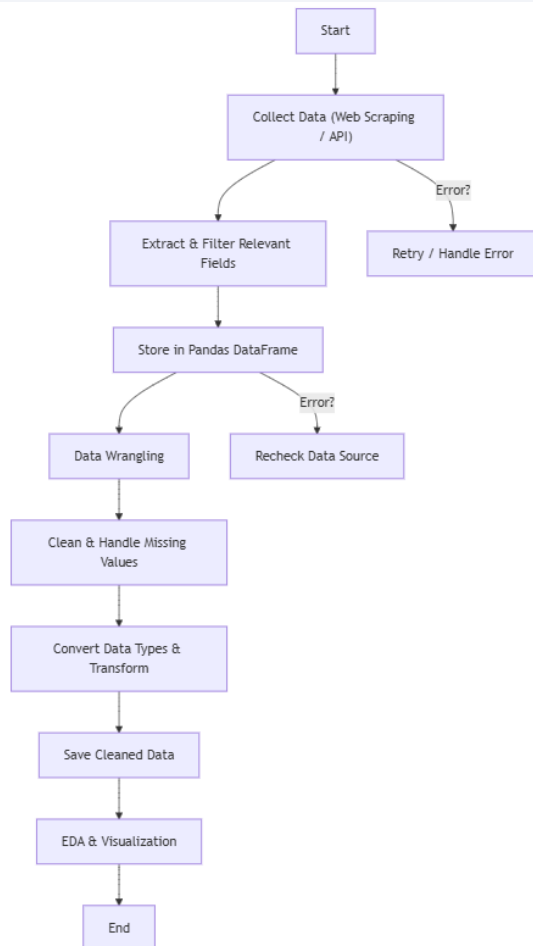 Start
Collect Data (Web Scraping
/ API)
Error?
Extract & Filter Relevant
Fields
Retry / Handle Error
Store in Pandas DataFrame
Error?
Data Wrangling
Recheck Data Source
Clean & Handle Missing
Values
Convert Data Types &
Transform
Save Cleaned Data
EDA & Visualization
End